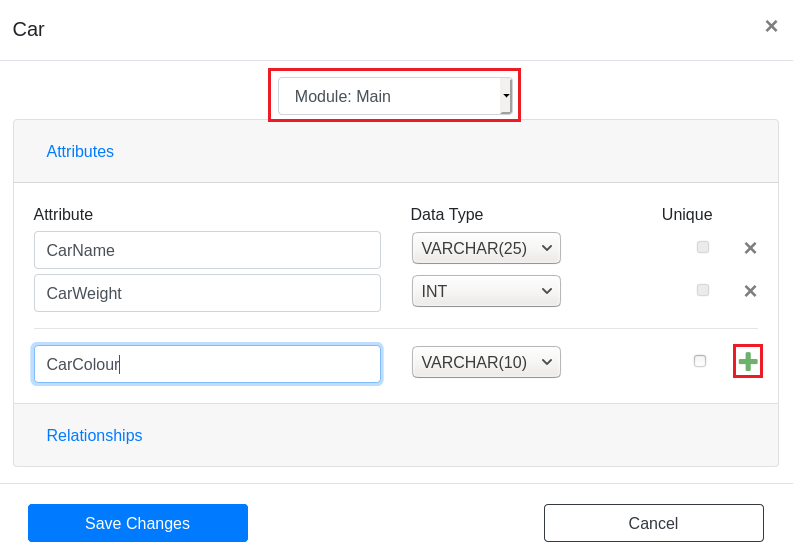 Car
Module: Main
Attributes
Attribute Data Type Unique
CarName VARCHAR(25)
CarWeight INT
CarColour VARCHAR(10)
Relationships
Save Changes Cancel